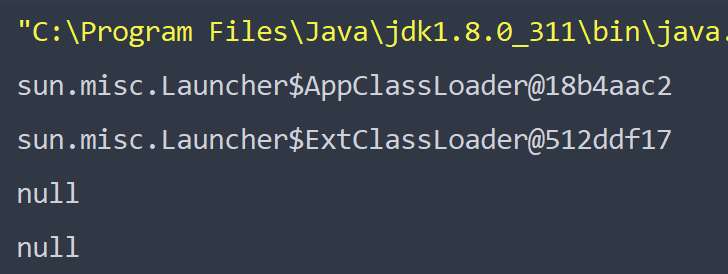 "C:\Program Files\Java\jdk1.8.0_311\bin\java.
sun.misc.Launcher$AppClassLoader@18b4aac2
sun.misc.Launcher$ExtClassLoader@512ddf17
null
null